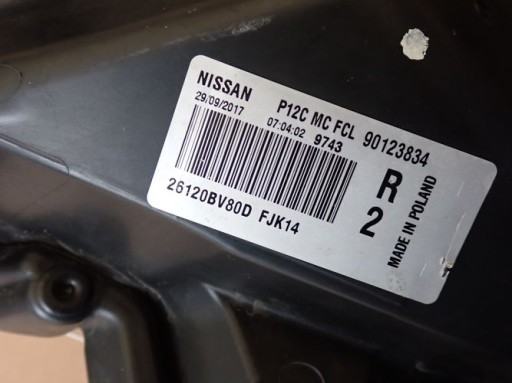 NISSAN P12C MC FCL 90123834
29/09/2017 07:04:02 9743
26120BV80D FJK14
R
2
MADE IN POLAND